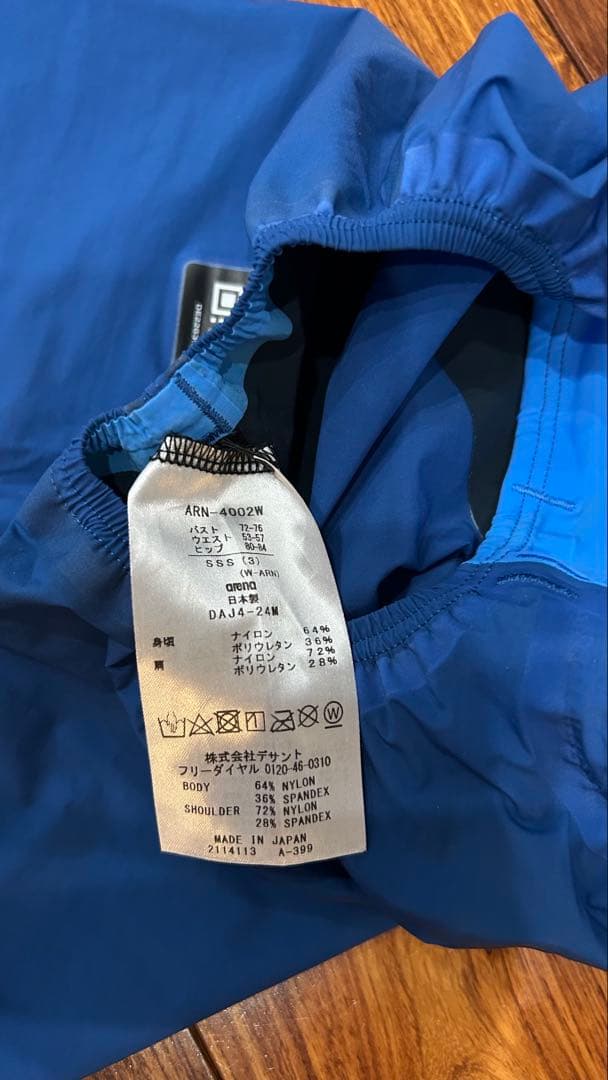 ARN-4002W
バスト 72-76
ウエスト 53-57
ヒップ 80-84
SSS (3)
(W-ARN)
arena
日本製
DAJ4-24M
身頃 ナイロン 64%
ポリウレタン 36%
肩 ナイロン 72%
ポリウレタン 28%
W
株式会社デサント
フリーダイヤル 0120-46-0310
BODY 64% NYLON
36% SPANDEX
SHOULDER 72% NYLON
28% SPANDEX
MADE IN JAPAN
2114113 A-399